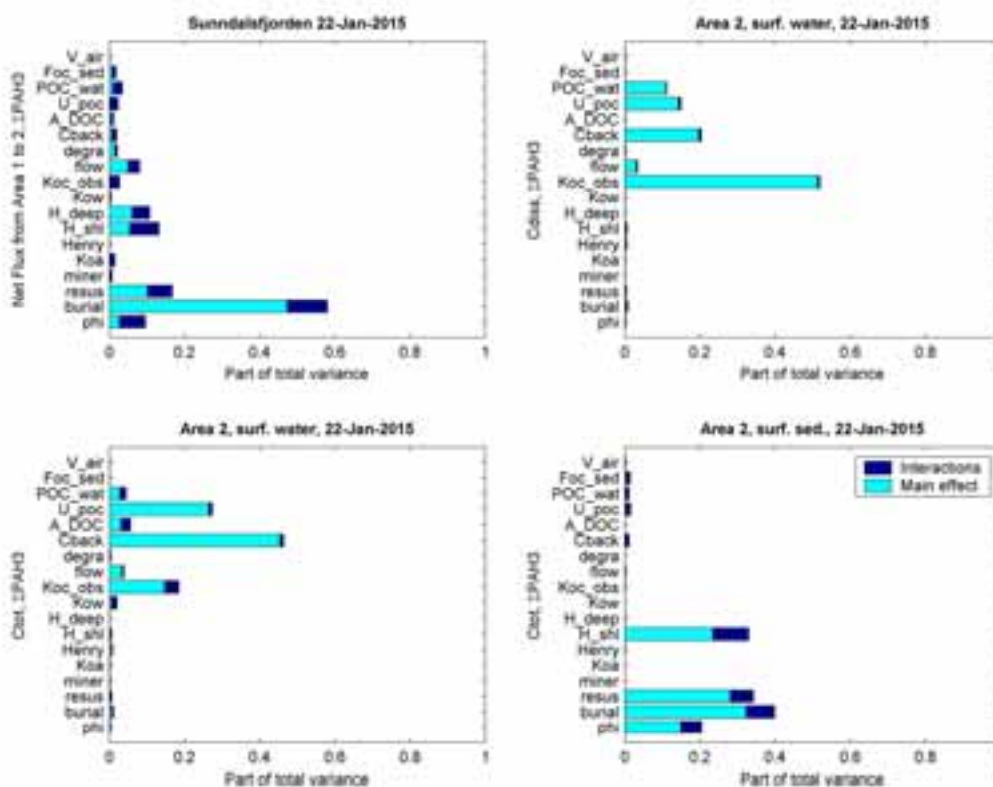 Sunndalsfjorden 22-Jan-2015
Net Flux from Area 1 to 2, ΣPAH3
V_air
Foc_sed
POC_wat
U_poc
A_DOC
Cback
degra
flow
Koc_obs
Kow
H_deep
H_shl
Henry
Koa
miner
resus
burial
phi
0 0.2 0.4 0.6 0.8 1
Part of total variance
Area 2, surf. water, 22-Jan-2015
Cdiss, ΣPAH3
V_air
Foc_sed
POC_wat
U_poc
A_DOC
Cback
degra
flow
Koc_obs
Kow
H_deep
H_shl
Henry
Koa
miner
resus
burial
phi
0 0.2 0.4 0.6 0.8
Part of total variance
Area 2, surf. water, 22-Jan-2015
Ctot, ΣPAH3
V_air
Foc_sed
POC_wat
U_poc
A_DOC
Cback
degra
flow
Koc_obs
Kow
H_deep
H_shl
Henry
Koa
miner
resus
burial
phi
0 0.2 0.4 0.6 0.8 1
Part of total variance
Area 2, surf. sed., 22-Jan-2015
Ctot, ΣPAH3
V_air
Foc_sed
POC_wat
U_poc
A_DOC
Cback
degra
flow
Koc_obs
Kow
H_deep
H_shl
Henry
Koa
miner
resus
burial
phi
Interactions
Main effect
0 0.2 0.4 0.6 0.8
Part of total variance